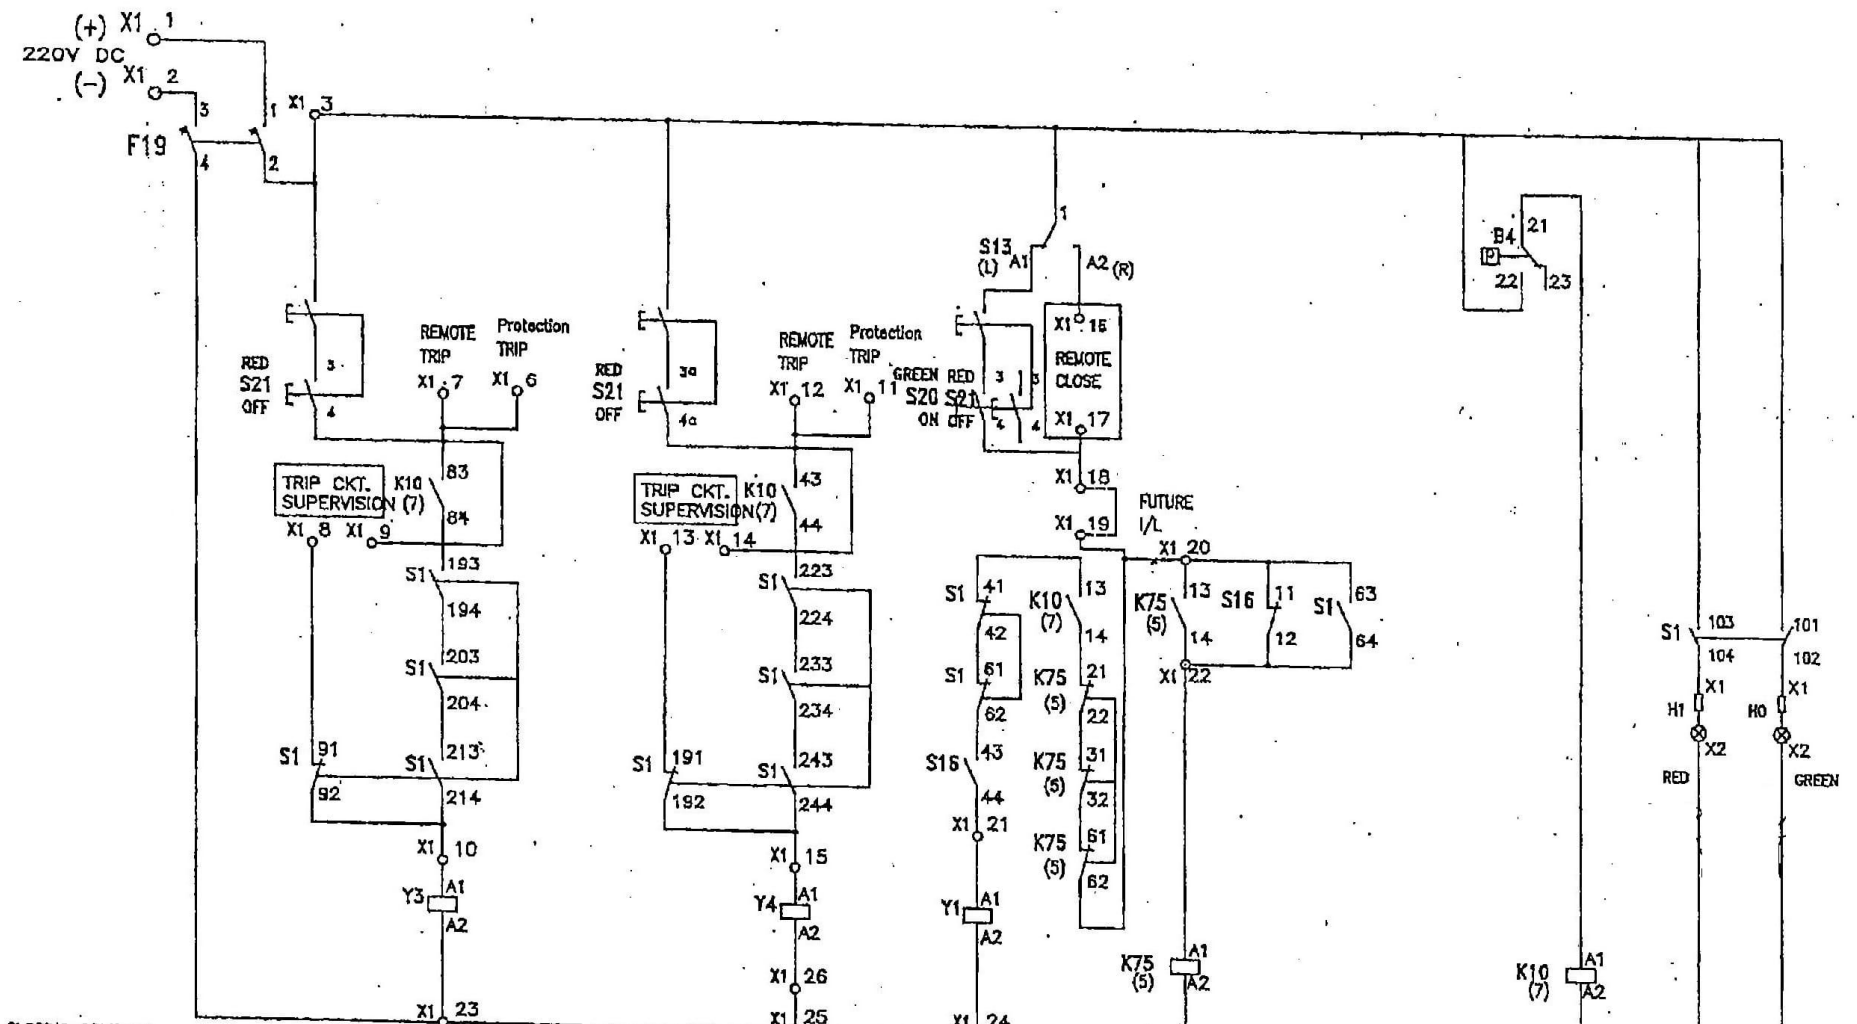 (+) X1 1
220V DC
(-) X1 2
3 1
X1 3
F19
4 2
1
S13
(L) A1 A2 (R)
B4 21
P
22 23
X1 16
REMOTE
CLOSE
X1 17
REMOTE
TRIP
Protection
TRIP
X1 7 X1 6
RED
S21
OFF
3
4
REMOTE
TRIP
Protection
TRIP
X1 12 X1 11
RED
S21
OFF
3a
4a
GREEN RED
S20 S21
ON OFF
3 3
4 4
TRIP CKT.
SUPERVISION
K10
(7)
83
84
X1 8 X1 9
TRIP CKT.
SUPERVISION
K10
(7)
43
44
X1 13 X1 14
X1 18
X1 19
FUTURE
I/L
X1 20
S1 193
194
S1 203
204
S1 91
92
S1 213
214
X1 10
Y3 A1
A2
X1 23
S1 223
224
S1 233
234
S1 191
192
S1 243
244
X1 15
Y4 A1
A2
X1 26
X1 25
S1 41
42
S1 61
62
S16 43
44
X1 21
Y1 A1
A2
X1 24
K10
(7)
13
14
K75
(5)
21
22
K75
(5)
31
32
K75
(5)
61
62
K75
(5)
13
14
S16 11
12
S1 63
64
X1 22
K75
(5)
A1
A2
K10
(7)
A1
A2
S1 103
104
101
102
X1 X1
H1 H0
X2 X2
RED GREEN